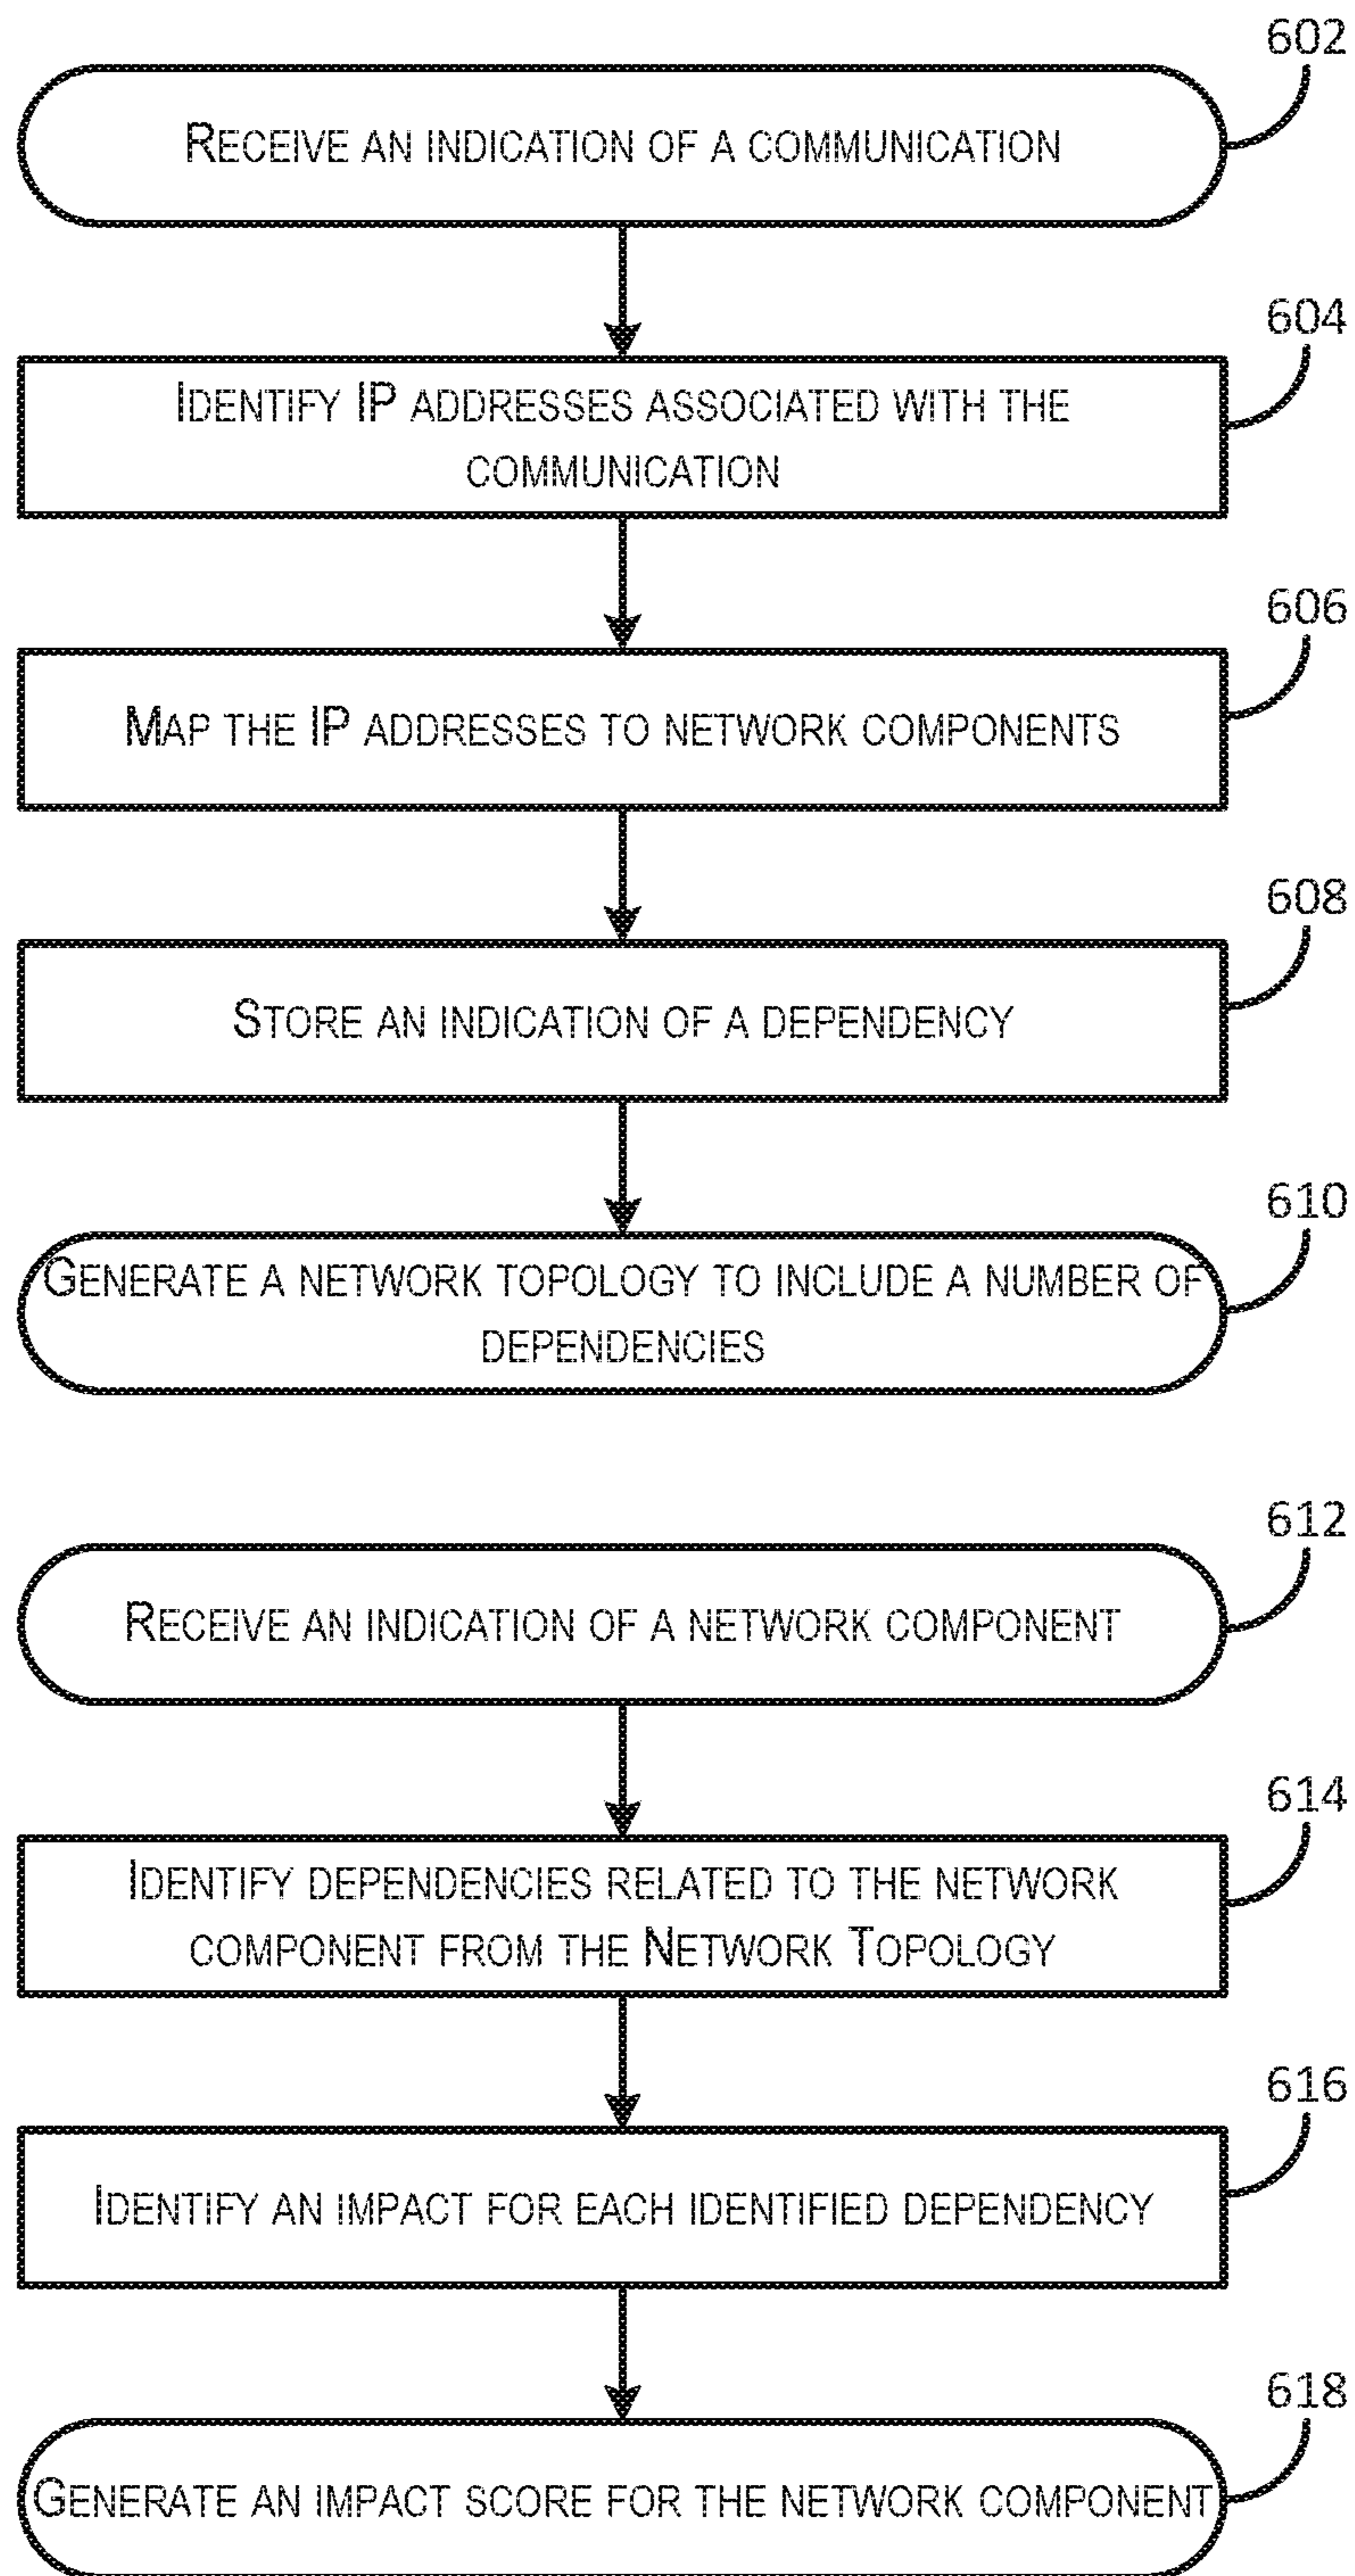 602
RECEIVE AN INDICATION OF A COMMUNICATION
604
IDENTIFY IP ADDRESSES ASSOCIATED WITH THE
COMMUNICATION
606
MAP THE IP ADDRESSES TO NETWORK COMPONENTS
608
STORE AN INDICATION OF A DEPENDENCY
610
GENERATE A NETWORK TOPOLOGY TO INCLUDE A NUMBER OF
DEPENDENCIES
612
RECEIVE AN INDICATION OF A NETWORK COMPONENT
614
IDENTIFY DEPENDENCIES RELATED TO THE NETWORK
COMPONENT FROM THE NETWORK TOPOLOGY
616
IDENTIFY AN IMPACT FOR EACH IDENTIFIED DEPENDENCY
618
GENERATE AN IMPACT SCORE FOR THE NETWORK COMPONENT